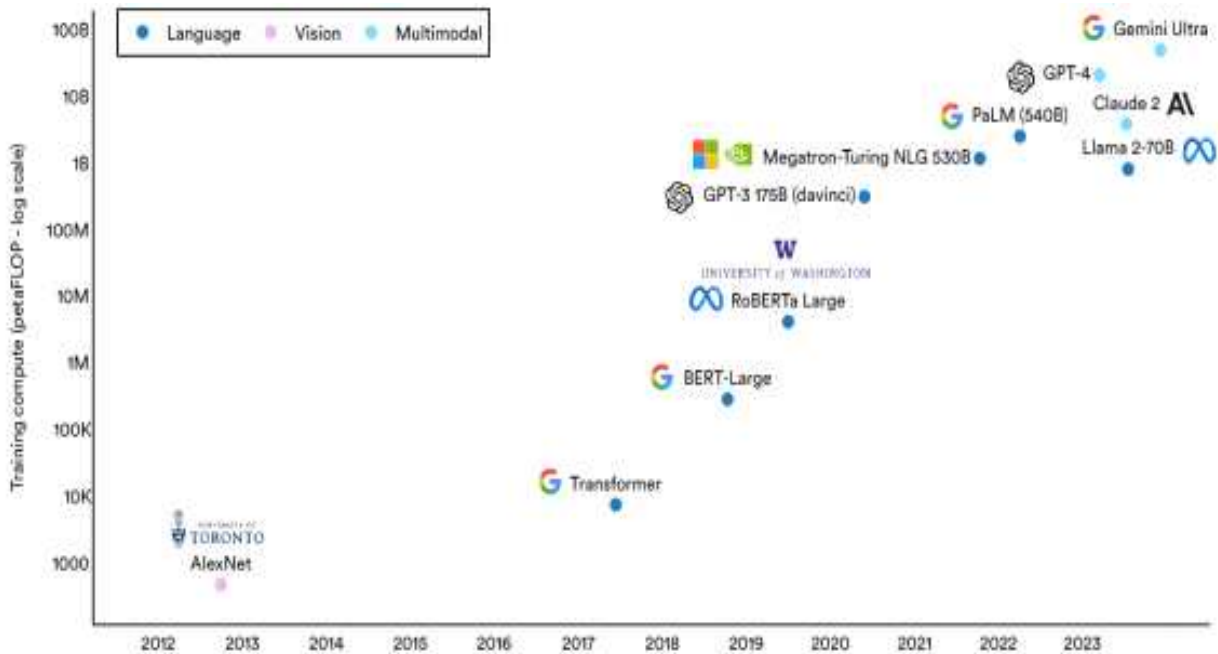 Language Vision Multimodal
Training compute (petaFLOP - log scale)
100B
10B
1B
100M
10M
1M
100K
10K
1000
Gemini Ultra
GPT-4
Claude 2 A\
PaLM (540B)
Llama 2-70B
Megatron-Turing NLG 530B
GPT-3 175B (davinci)
W
UNIVERSITY of WASHINGTON
RoBERTa Large
BERT-Large
Transformer
UNIVERSITY OF
TORONTO
AlexNet
2012 2013 2014 2015 2016 2017 2018 2019 2020 2021 2022 2023